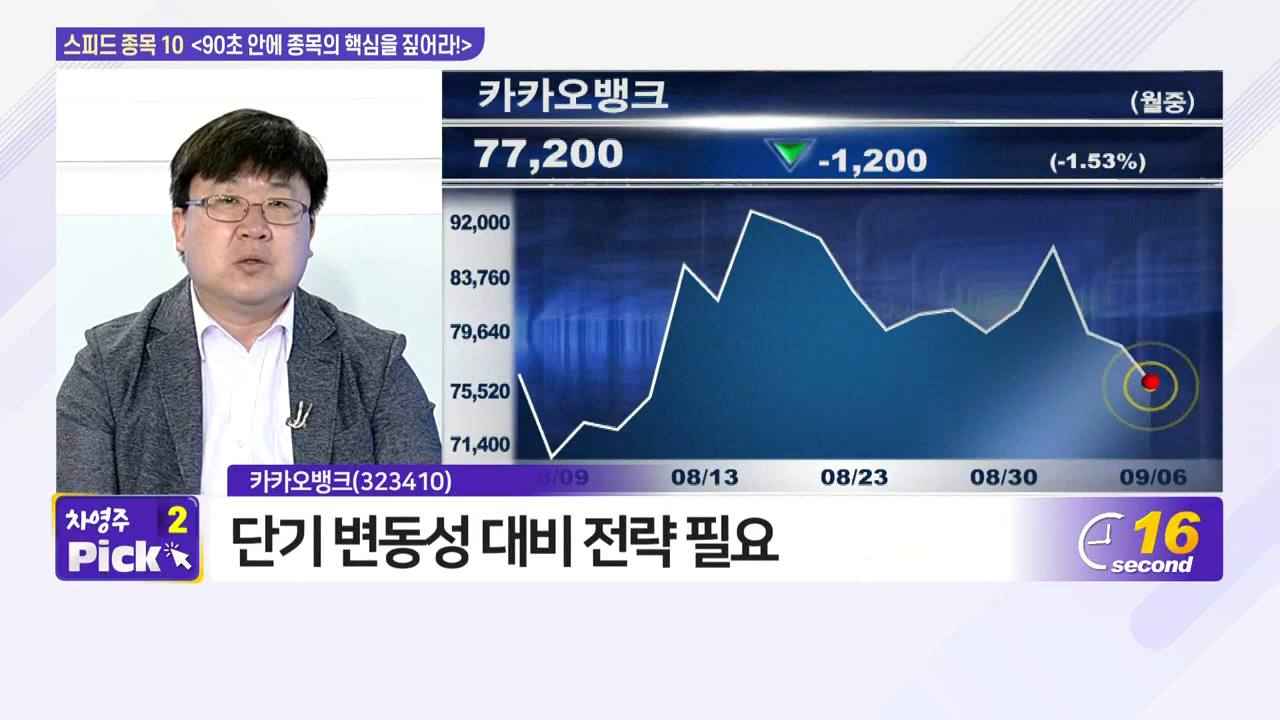 스피드 종목 10 <90초 안에 종목의 핵심을 짚어라!>
카카오뱅크
(월중)
77,200 -1,200 (-1.53%)
92,000
83,760
79,640
75,520
71,400
/09 08/13 08/23 08/30 09/06
카카오뱅크(323410)
차영주 2
Pick
단기 변동성 대비 전략 필요
16
second